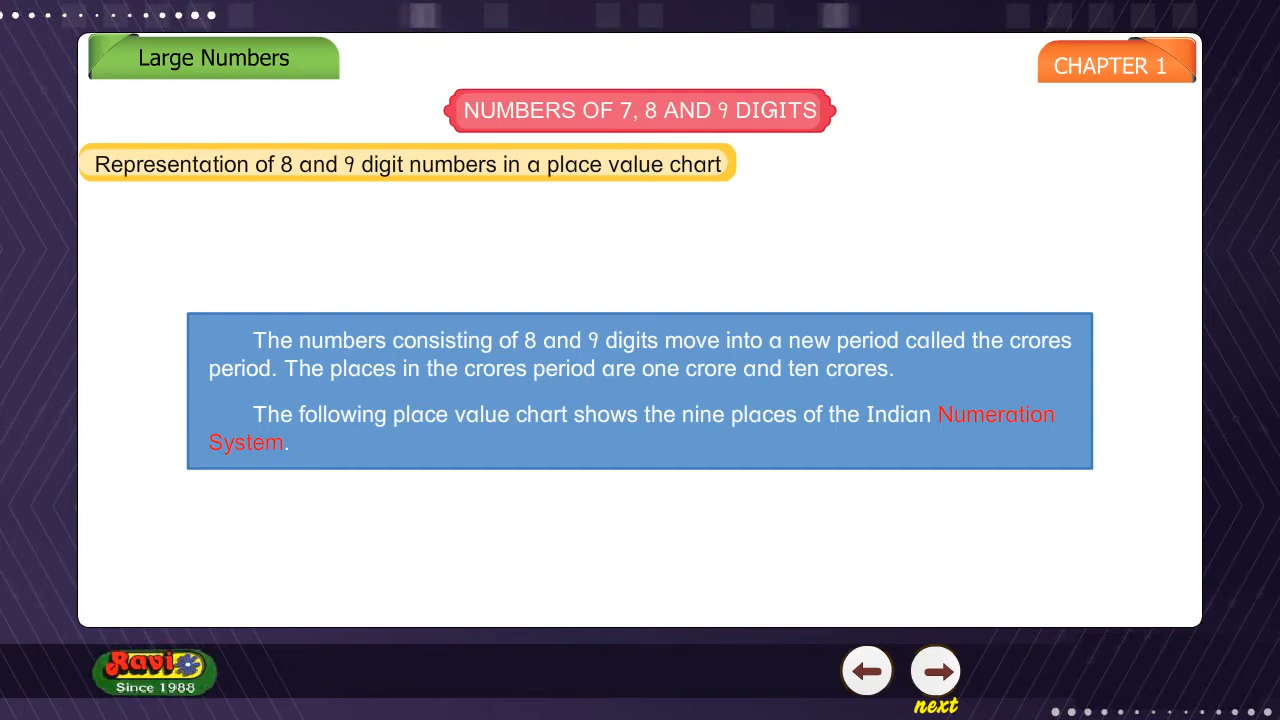 Large Numbers
CHAPTER 1
NUMBERS OF 7, 8 AND 9 DIGITS
Representation of 8 and 9 digit numbers in a place value chart
The numbers consisting of 8 and 9 digits move into a new period called the crores
period. The places in the crores period are one crore and ten crores.
The following place value chart shows the nine places of the Indian Numeration
System.
Ravi
Since 1988
next